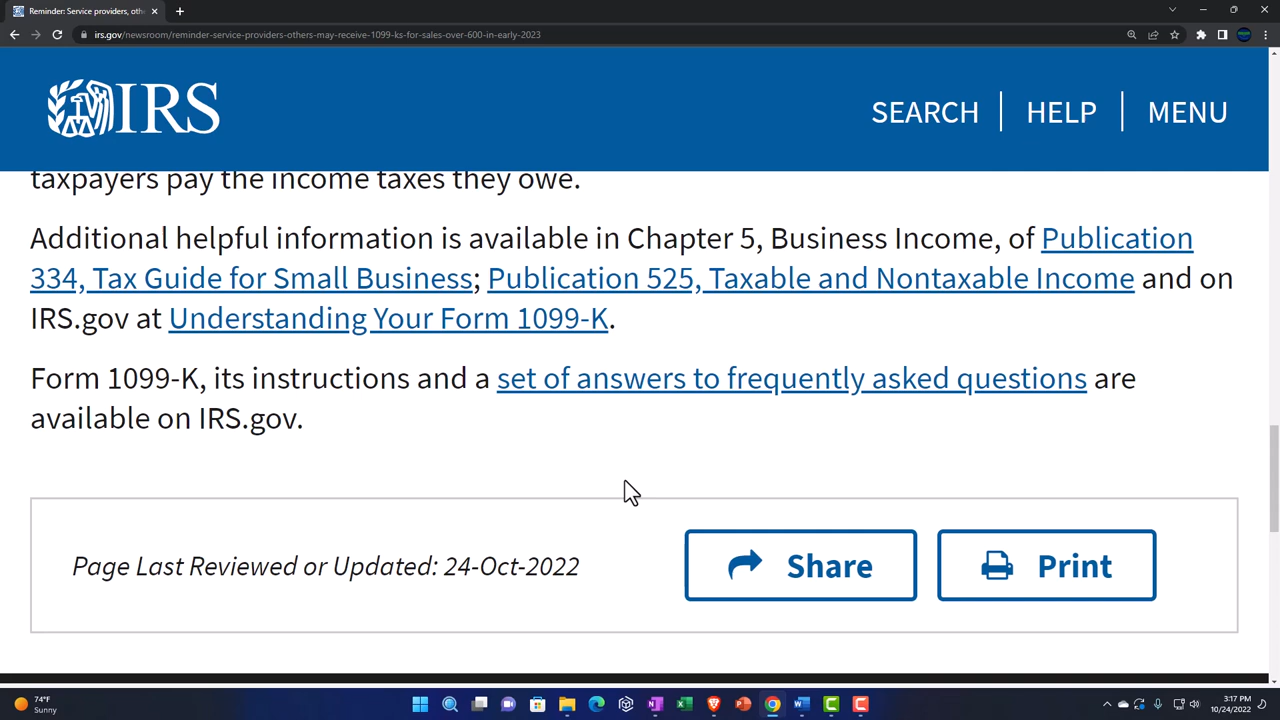 Reminder: Service providers, oth
irs.gov/newsroom/reminder-service-providers-others-may-receive-1099-ks-for-sales-over-600-in-early-2023
IRS
SEARCH
HELP
MENU
taxpayers pay the income taxes they owe.
Additional helpful information is available in Chapter 5, Business Income, of Publication
334, Tax Guide for Small Business; Publication 525, Taxable and Nontaxable Income and on
IRS.gov at Understanding Your Form 1099-K.
Form 1099-K, its instructions and a set of answers to frequently asked questions are
available on IRS.gov.
Page Last Reviewed or Updated: 24-Oct-2022
Share
Print
74°F
Sunny
3:17 PM
10/24/2022